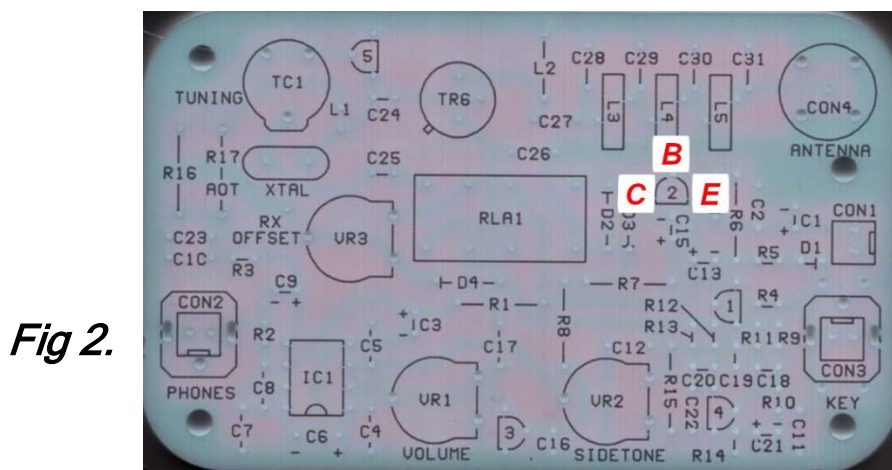 Fig 2.
5
C28 C29 C30 C31
L2
TC1
TR6
TUNING
L1
C24
C27
L3 L4 L5
CON4
ANTENNA
R16
R17
AOT
XTAL
C25
C26
B
C 2 E
RLA1
D2
D3
C15
R6
C2
C1
CON1
RX
OFFSET
VR3
C23
C1C
R3
C9
D4
R7
C13
R5
D1
CON2
R2
C3
R1
R8
R12
R13
1
R4
C5
C17
C12
R11
R9
CON3
PHONES
C8
IC1
VR1
VR2
R15
C20 C19 C18
C22
4
R10
KEY
C7
C6
C4
VOLUME
3
C16
SIDETONE
R14
C21
C11